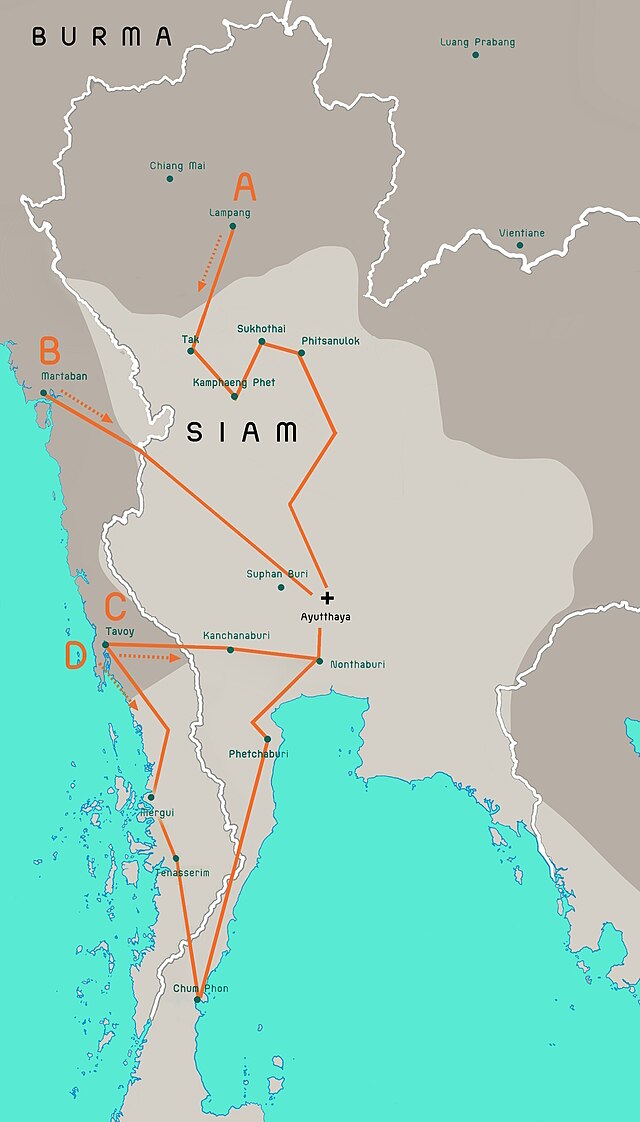 BURMA
Luang Prabang
Chiang Mai
A
Lampang
Vientiane
Sukhothai
Tak
Phitsanulok
B
Martaban
Kamphaeng Phet
SIAM
Suphan Buri
C
Ayutthaya
Tavoy
Kanchanaburi
D
Nonthaburi
Phetchaburi
Mergui
Tenasserim
Chum Phon